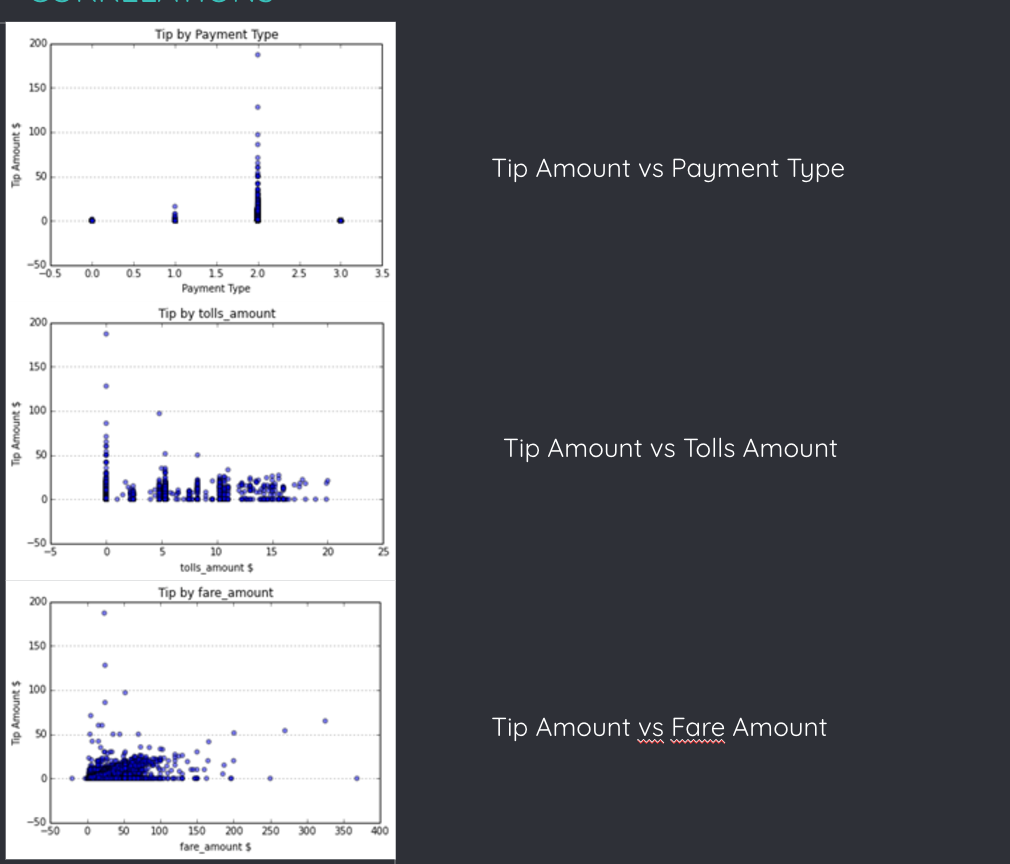 CORRELATIONS
Tip by Payment Type
200
150
100
50
0
−50
Tip Amount $
−0.5 0.0 0.5 1.0 1.5 2.0 2.5 3.0 3.5
Payment Type
Tip Amount vs Payment Type
Tip by tolls_amount
200
150
100
50
0
−50
Tip Amount $
−5 0 5 10 15 20 25
tolls_amount $
Tip Amount vs Tolls Amount
Tip by fare_amount
200
150
100
50
0
−50
Tip Amount $
−50 0 50 100 150 200 250 300 350 400
fare_amount $
Tip Amount vs Fare Amount